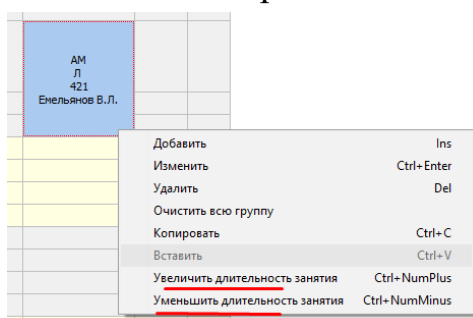 АМ
Л
421
Емельянов В.Л.
Добавить Ins
Изменить Ctrl+Enter
Удалить Del
Очистить всю группу
Копировать Ctrl+C
Вставить Ctrl+V
Увеличить длительность занятия Ctrl+NumPlus
Уменьшить длительность занятия Ctrl+NumMinus